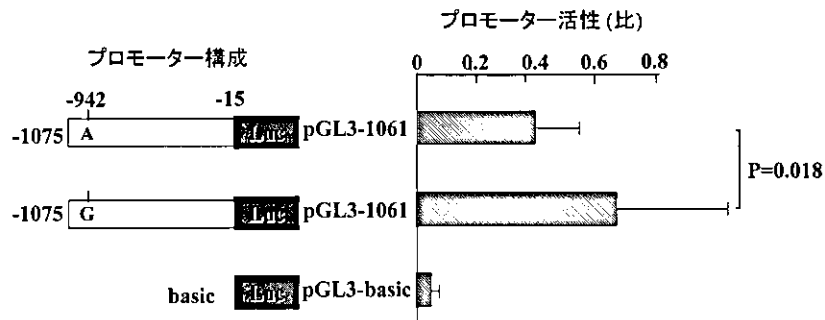 プロモーター活性 (比)
プロモーター構成
0 0.2 0.4 0.6 0.8
-942 -15
-1075 A Luc pGL3-1061
P=0.018
-1075 G Luc pGL3-1061
basic Luc pGL3-basic